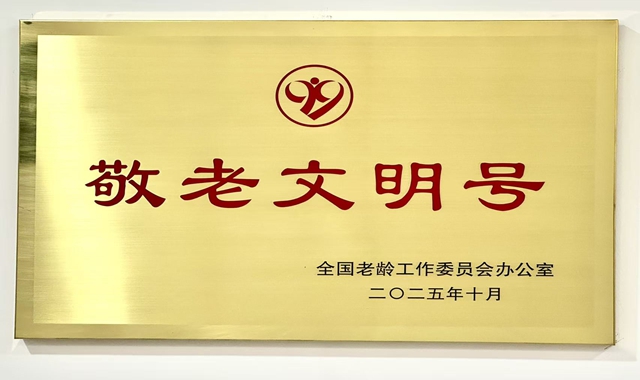 敬老文明号
全国老龄工作委员会办公室
二〇二五年十月